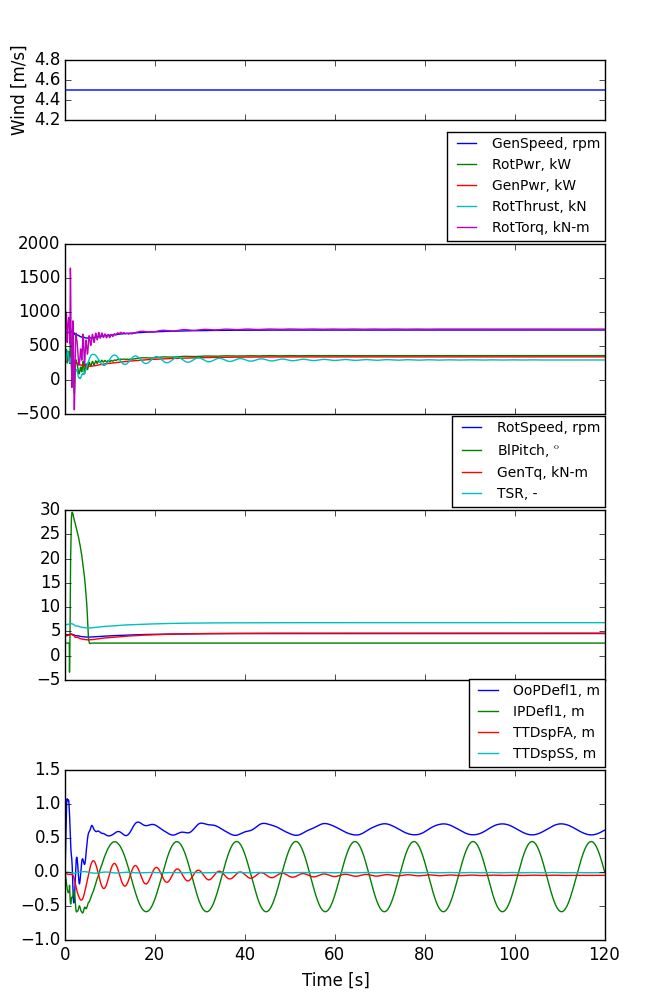 Wind [m/s]
4.8
4.6
4.4
4.2
GenSpeed, rpm
RotPwr, kW
GenPwr, kW
RotThrust, kN
RotTorq, kN-m
2000
1500
1000
500
0
−500
RotSpeed, rpm
BlPitch, °
GenTq, kN-m
TSR, -
30
25
20
15
10
5
0
−5
OoPDefl1, m
IPDefl1, m
TTDspFA, m
TTDspSS, m
1.5
1.0
0.5
0.0
−0.5
−1.0
0 20 40 60 80 100 120
Time [s]